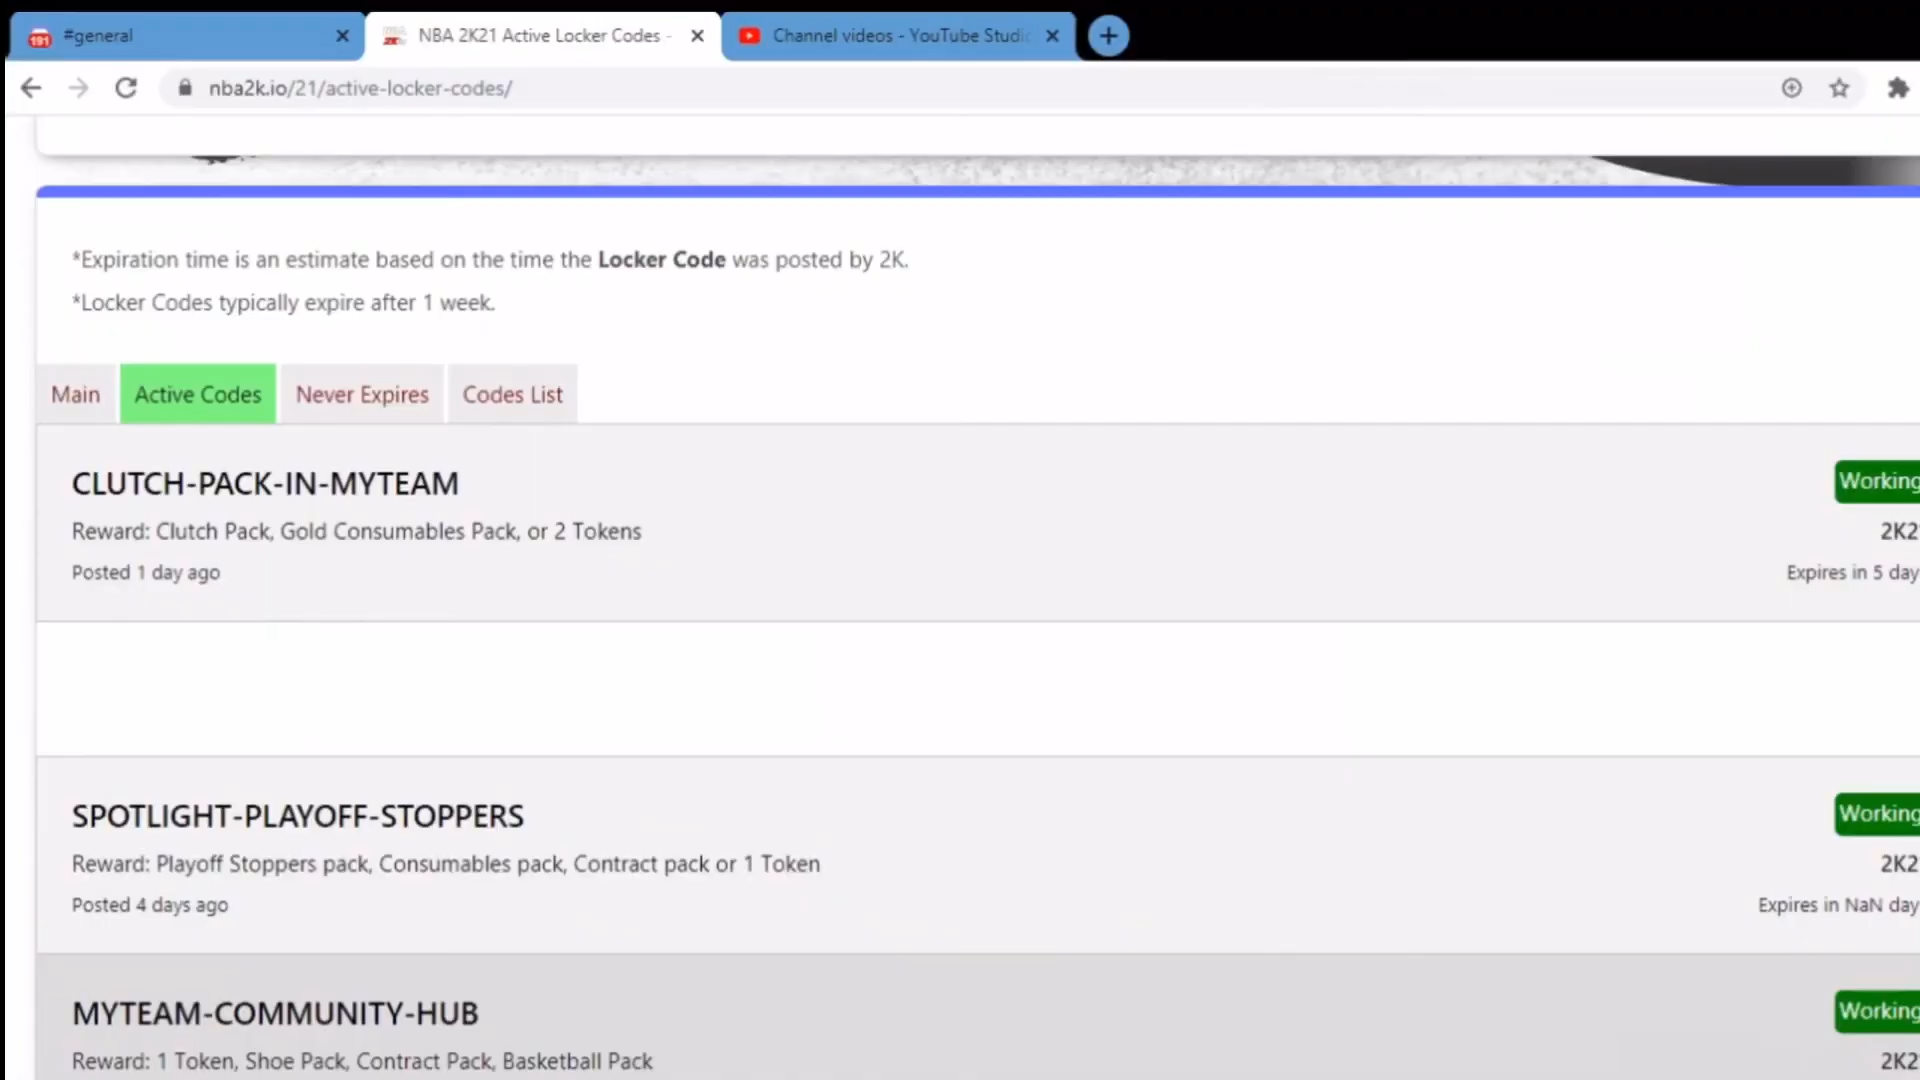 191 #general
NBA 2K21 Active Locker Codes -
Channel videos - YouTube Studio
nba2k.io/21/active-locker-codes/
*Expiration time is an estimate based on the time the Locker Code was posted by 2K.
*Locker Codes typically expire after 1 week.
Main Active Codes Never Expires Codes List
CLUTCH-PACK-IN-MYTEAM
Working
Reward: Clutch Pack, Gold Consumables Pack, or 2 Tokens
2K2
Posted 1 day ago
Expires in 5 day
SPOTLIGHT-PLAYOFF-STOPPERS
Working
Reward: Playoff Stoppers pack, Consumables pack, Contract pack or 1 Token
2K2
Posted 4 days ago
Expires in NaN day
MYTEAM-COMMUNITY-HUB
Working
Reward: 1 Token, Shoe Pack, Contract Pack, Basketball Pack
2K2